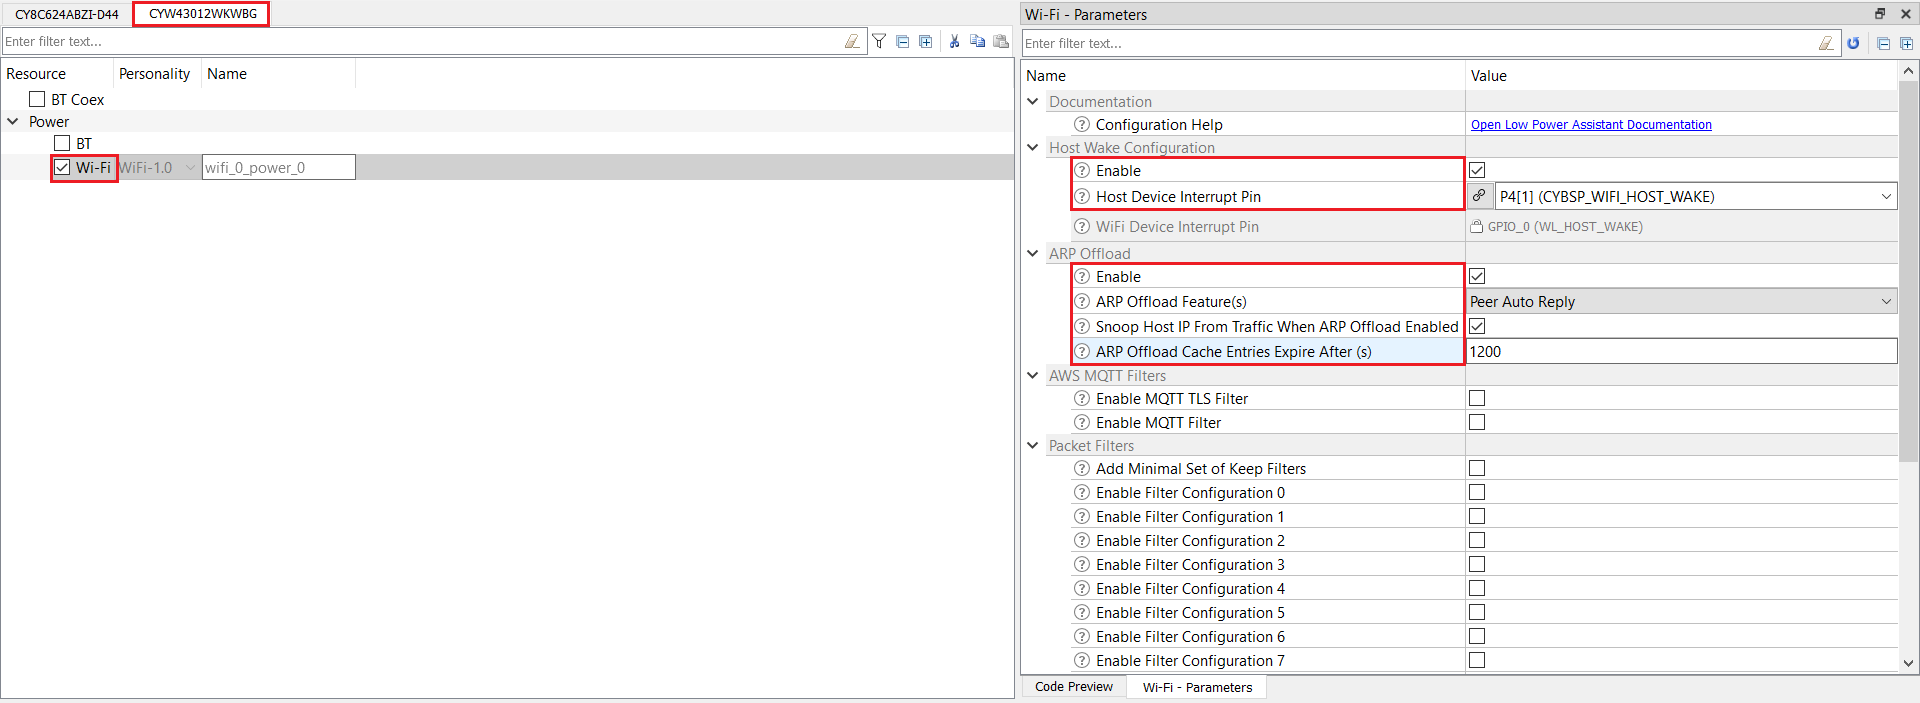 CY8C624ABZI-D44 CYW43012WKWBG
Enter filter text...
Resource Personality Name
BT Coex
Power
BT
Wi-Fi WiFi-1.0 wifi_0_power_0
Wi-Fi - Parameters
Enter filter text...
Name Value
Documentation
Configuration Help Open Low Power Assistant Documentation
Host Wake Configuration
Enable
Host Device Interrupt Pin P4[1] (CYBSP_WIFI_HOST_WAKE)
WiFi Device Interrupt Pin GPIO_0 (WL_HOST_WAKE)
ARP Offload
Enable
ARP Offload Feature(s) Peer Auto Reply
Snoop Host IP From Traffic When ARP Offload Enabled
ARP Offload Cache Entries Expire After (s) 1200
AWS MQTT Filters
Enable MQTT TLS Filter
Enable MQTT Filter
Packet Filters
Add Minimal Set of Keep Filters
Enable Filter Configuration 0
Enable Filter Configuration 1
Enable Filter Configuration 2
Enable Filter Configuration 3
Enable Filter Configuration 4
Enable Filter Configuration 5
Enable Filter Configuration 6
Enable Filter Configuration 7
Code Preview Wi-Fi - Parameters